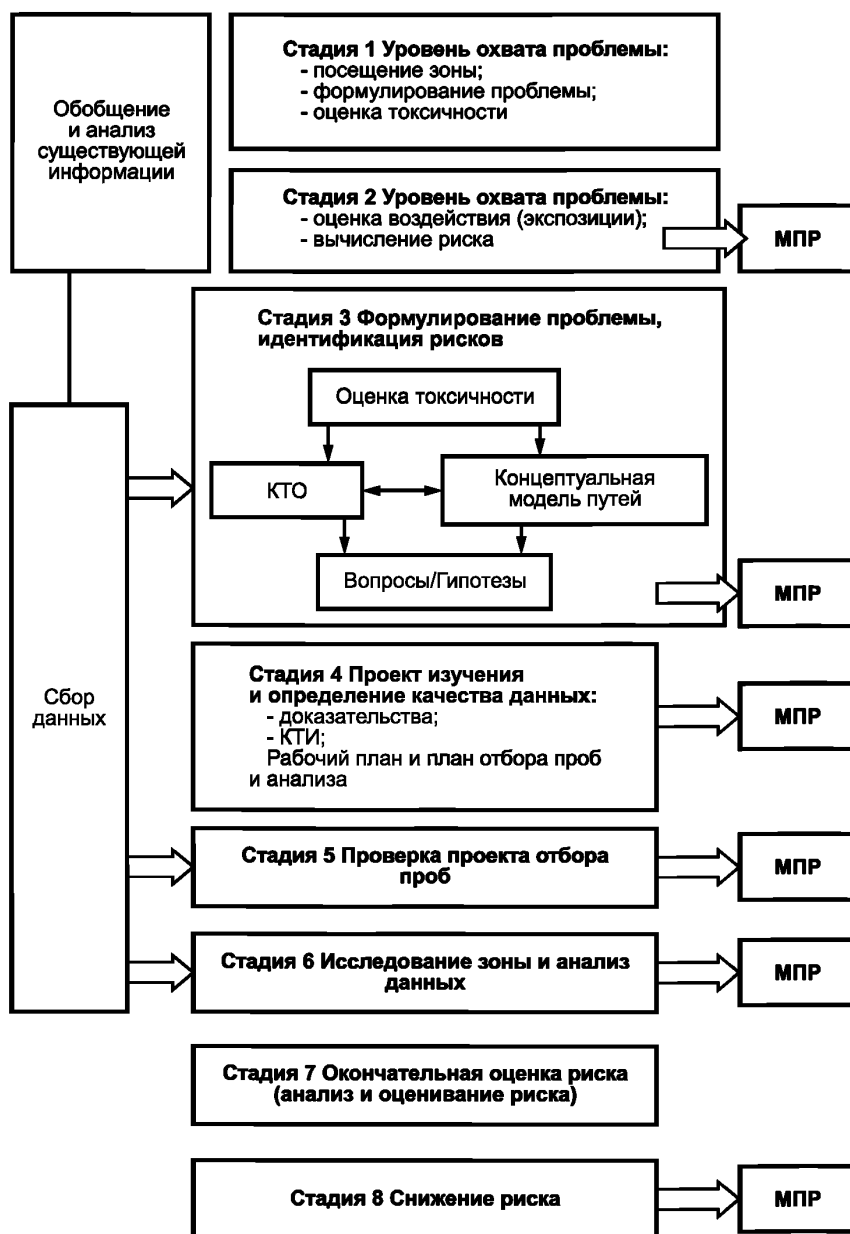 Обобщение
и анализ
существующей
информации
Стадия 1 Уровень охвата проблемы:
- посещение зоны;
- формулирование проблемы;
- оценка токсичности
Стадия 2 Уровень охвата проблемы:
- оценка воздействия (экспозиции);
- вычисление риска
МПР
Стадия 3 Формулирование проблемы,
идентификация рисков
Оценка токсичности
КТО
Концептуальная
модель путей
Вопросы/Гипотезы
МПР
Сбор
данных
Стадия 4 Проект изучения
и определение качества данных:
- доказательства;
- КТИ;
Рабочий план и план отбора проб
и анализа
МПР
Стадия 5 Проверка проекта отбора
проб
МПР
Стадия 6 Исследование зоны и анализ
данных
МПР
Стадия 7 Окончательная оценка риска
(анализ и оценивание риска)
Стадия 8 Снижение риска
МПР